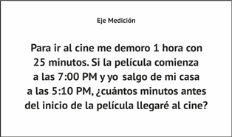 Eje Medición
Para ir al cine me demoro 1 hora con
25 minutos. Si la película comienza
a las 7:00 PM y yo salgo de mi casa
a las 5:10 PM, ¿cuántos minutos antes
del inicio de la película llegaré al cine?